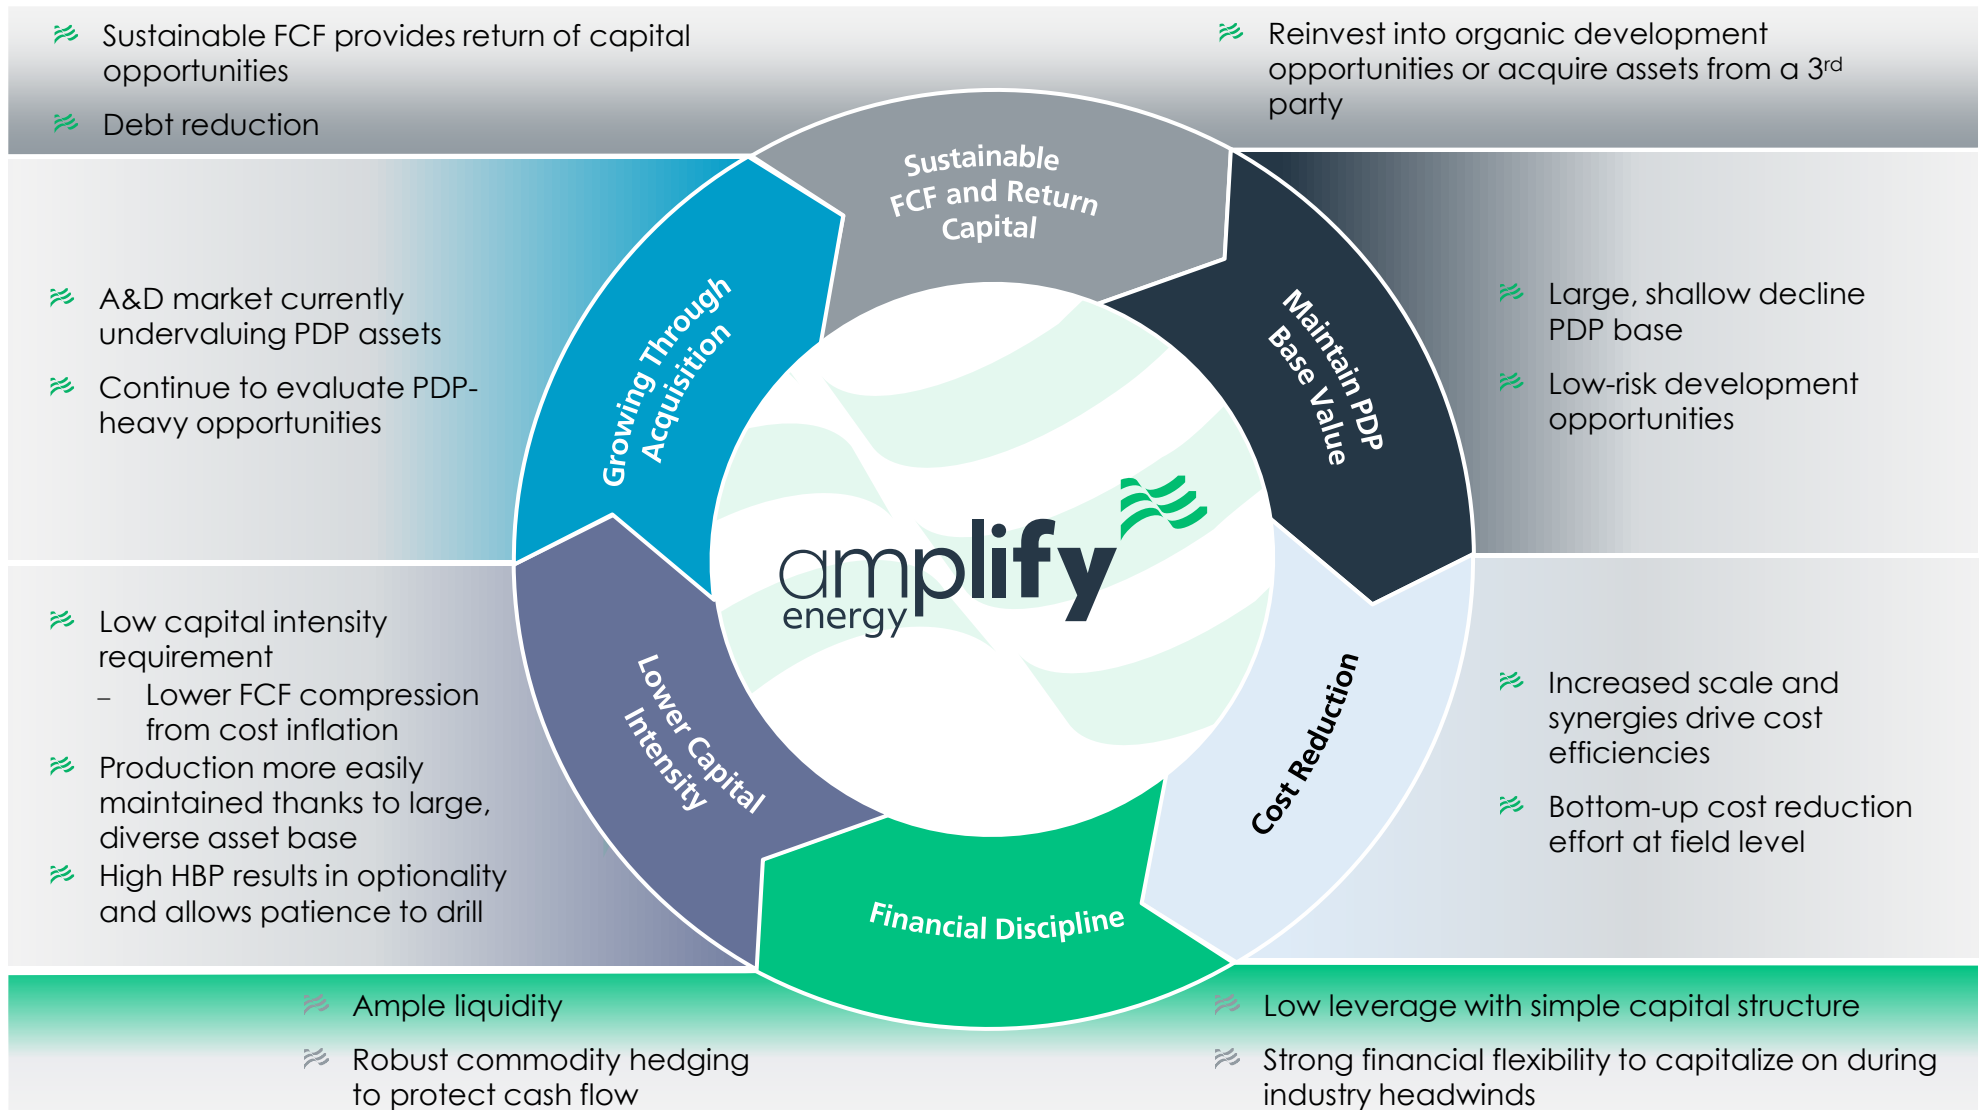 Sustainable FCF provides return of capital
opportunities
Debt reduction
Reinvest into organic development
opportunities or acquire assets from a 3rd
party
Sustainable
FCF and Return
Capital
A&D market currently
undervaluing PDP assets
Continue to evaluate PDP-
heavy opportunities
Growing Through
Acquisition
Maintain PDP
Base Value
Large, shallow decline
PDP base
Low-risk development
opportunities
amplify
energy
Low capital intensity
requirement
– Lower FCF compression
from cost inflation
Production more easily
maintained thanks to large,
diverse asset base
High HBP results in optionality
and allows patience to drill
Lower Capital
Intensity
Cost Reduction
Increased scale and
synergies drive cost
efficiencies
Bottom-up cost reduction
effort at field level
Financial Discipline
Ample liquidity
Robust commodity hedging
to protect cash flow
Low leverage with simple capital structure
Strong financial flexibility to capitalize on during
industry headwinds